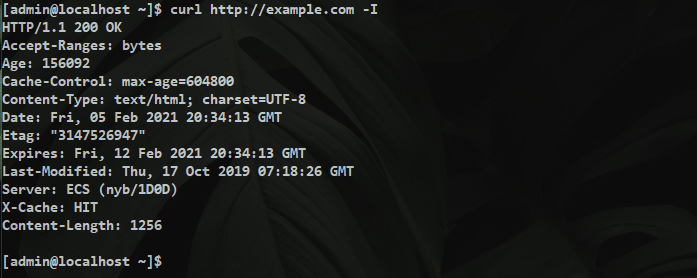 [admin@localhost ~]$ curl http://example.com -I
HTTP/1.1 200 OK
Accept-Ranges: bytes
Age: 156092
Cache-Control: max-age=604800
Content-Type: text/html; charset=UTF-8
Date: Fri, 05 Feb 2021 20:34:13 GMT
Etag: "3147526947"
Expires: Fri, 12 Feb 2021 20:34:13 GMT
Last-Modified: Thu, 17 Oct 2019 07:18:26 GMT
Server: ECS (nyb/1D0D)
X-Cache: HIT
Content-Length: 1256
[admin@localhost ~]$